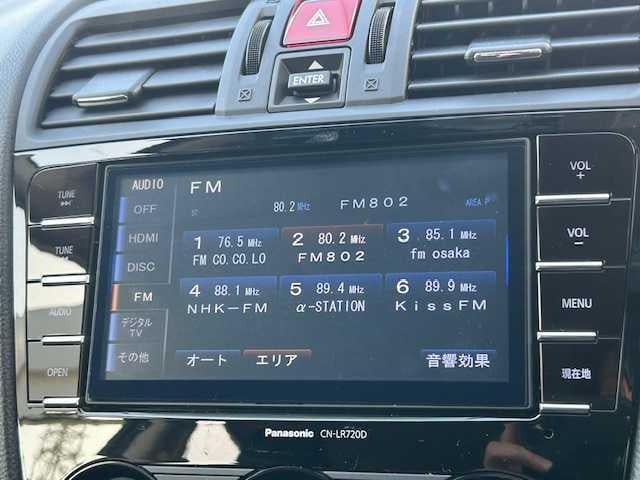 ENTER
TUNE
TUNE
AUDIO
OPEN
AUDIO
OFF
HDMI
DISC
FM
デジタル
TV
その他
FM
ST 80.2 MHz FM802 AREA.P
1 76.5 MHz
FM CO.CO.LO
2 80.2 MHz
FM802
3 85.1 MHz
fm osaka
4 88.1 MHz
NHK-FM
5 89.4 MHz
α-STATION
6 89.9 MHz
KissFM
オート
エリア
音響効果
VOL
+
VOL
-
MENU
現在地
Panasonic CN-LR720D